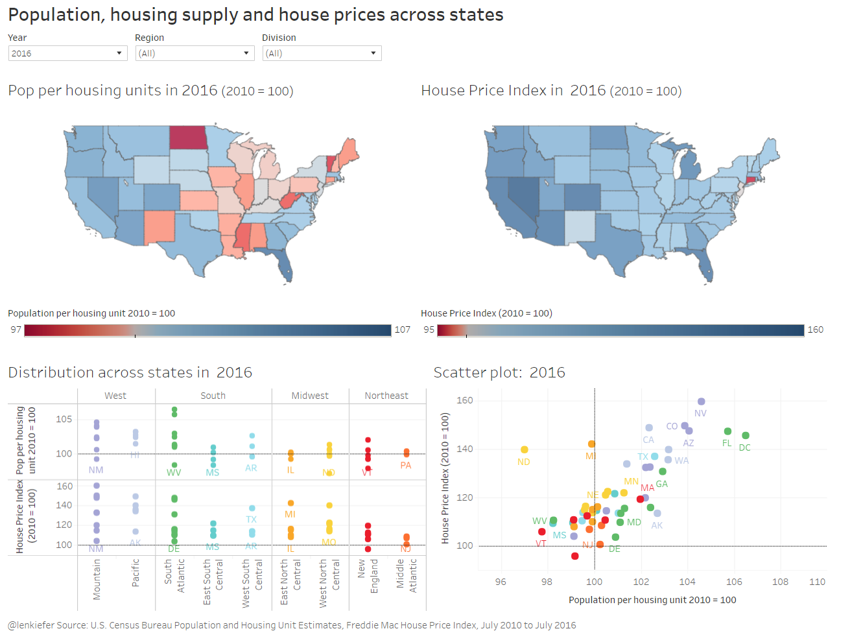 Population, housing supply and house prices across states
Year Region Division
2016 (All) (All)
Pop per housing units in 2016 (2010 = 100)
House Price Index in 2016 (2010 = 100)
Population per housing unit 2010 = 100
97 107
House Price Index (2010 = 100)
95 160
Distribution across states in 2016
West South Midwest Northeast
Pop per housing
unit 2010 = 100
105
100
NM HI WV MS AR IL ND VT PA
House Price Index
(2010 = 100)
160
140
120
100
NM AK DE MS TX AR MI IL MO NJ
Mountain
Pacific
South
Atlantic
East South
Central
West South
Central
East North
Central
West North
Central
New
England
Middle
Atlantic
Scatter plot: 2016
House Price Index (2010 = 100)
160
140
120
100
NV
CO
CA AZ FL DC
ND MI
TX WA
MN GA
NE MA
WV MD AK
MS
VT NJ DE
96 98 100 102 104 106 108 110
Population per housing unit 2010 = 100
@lenkiefer Source: U.S. Census Bureau Population and Housing Unit Estimates, Freddie Mac House Price Index, July 2010 to July 2016